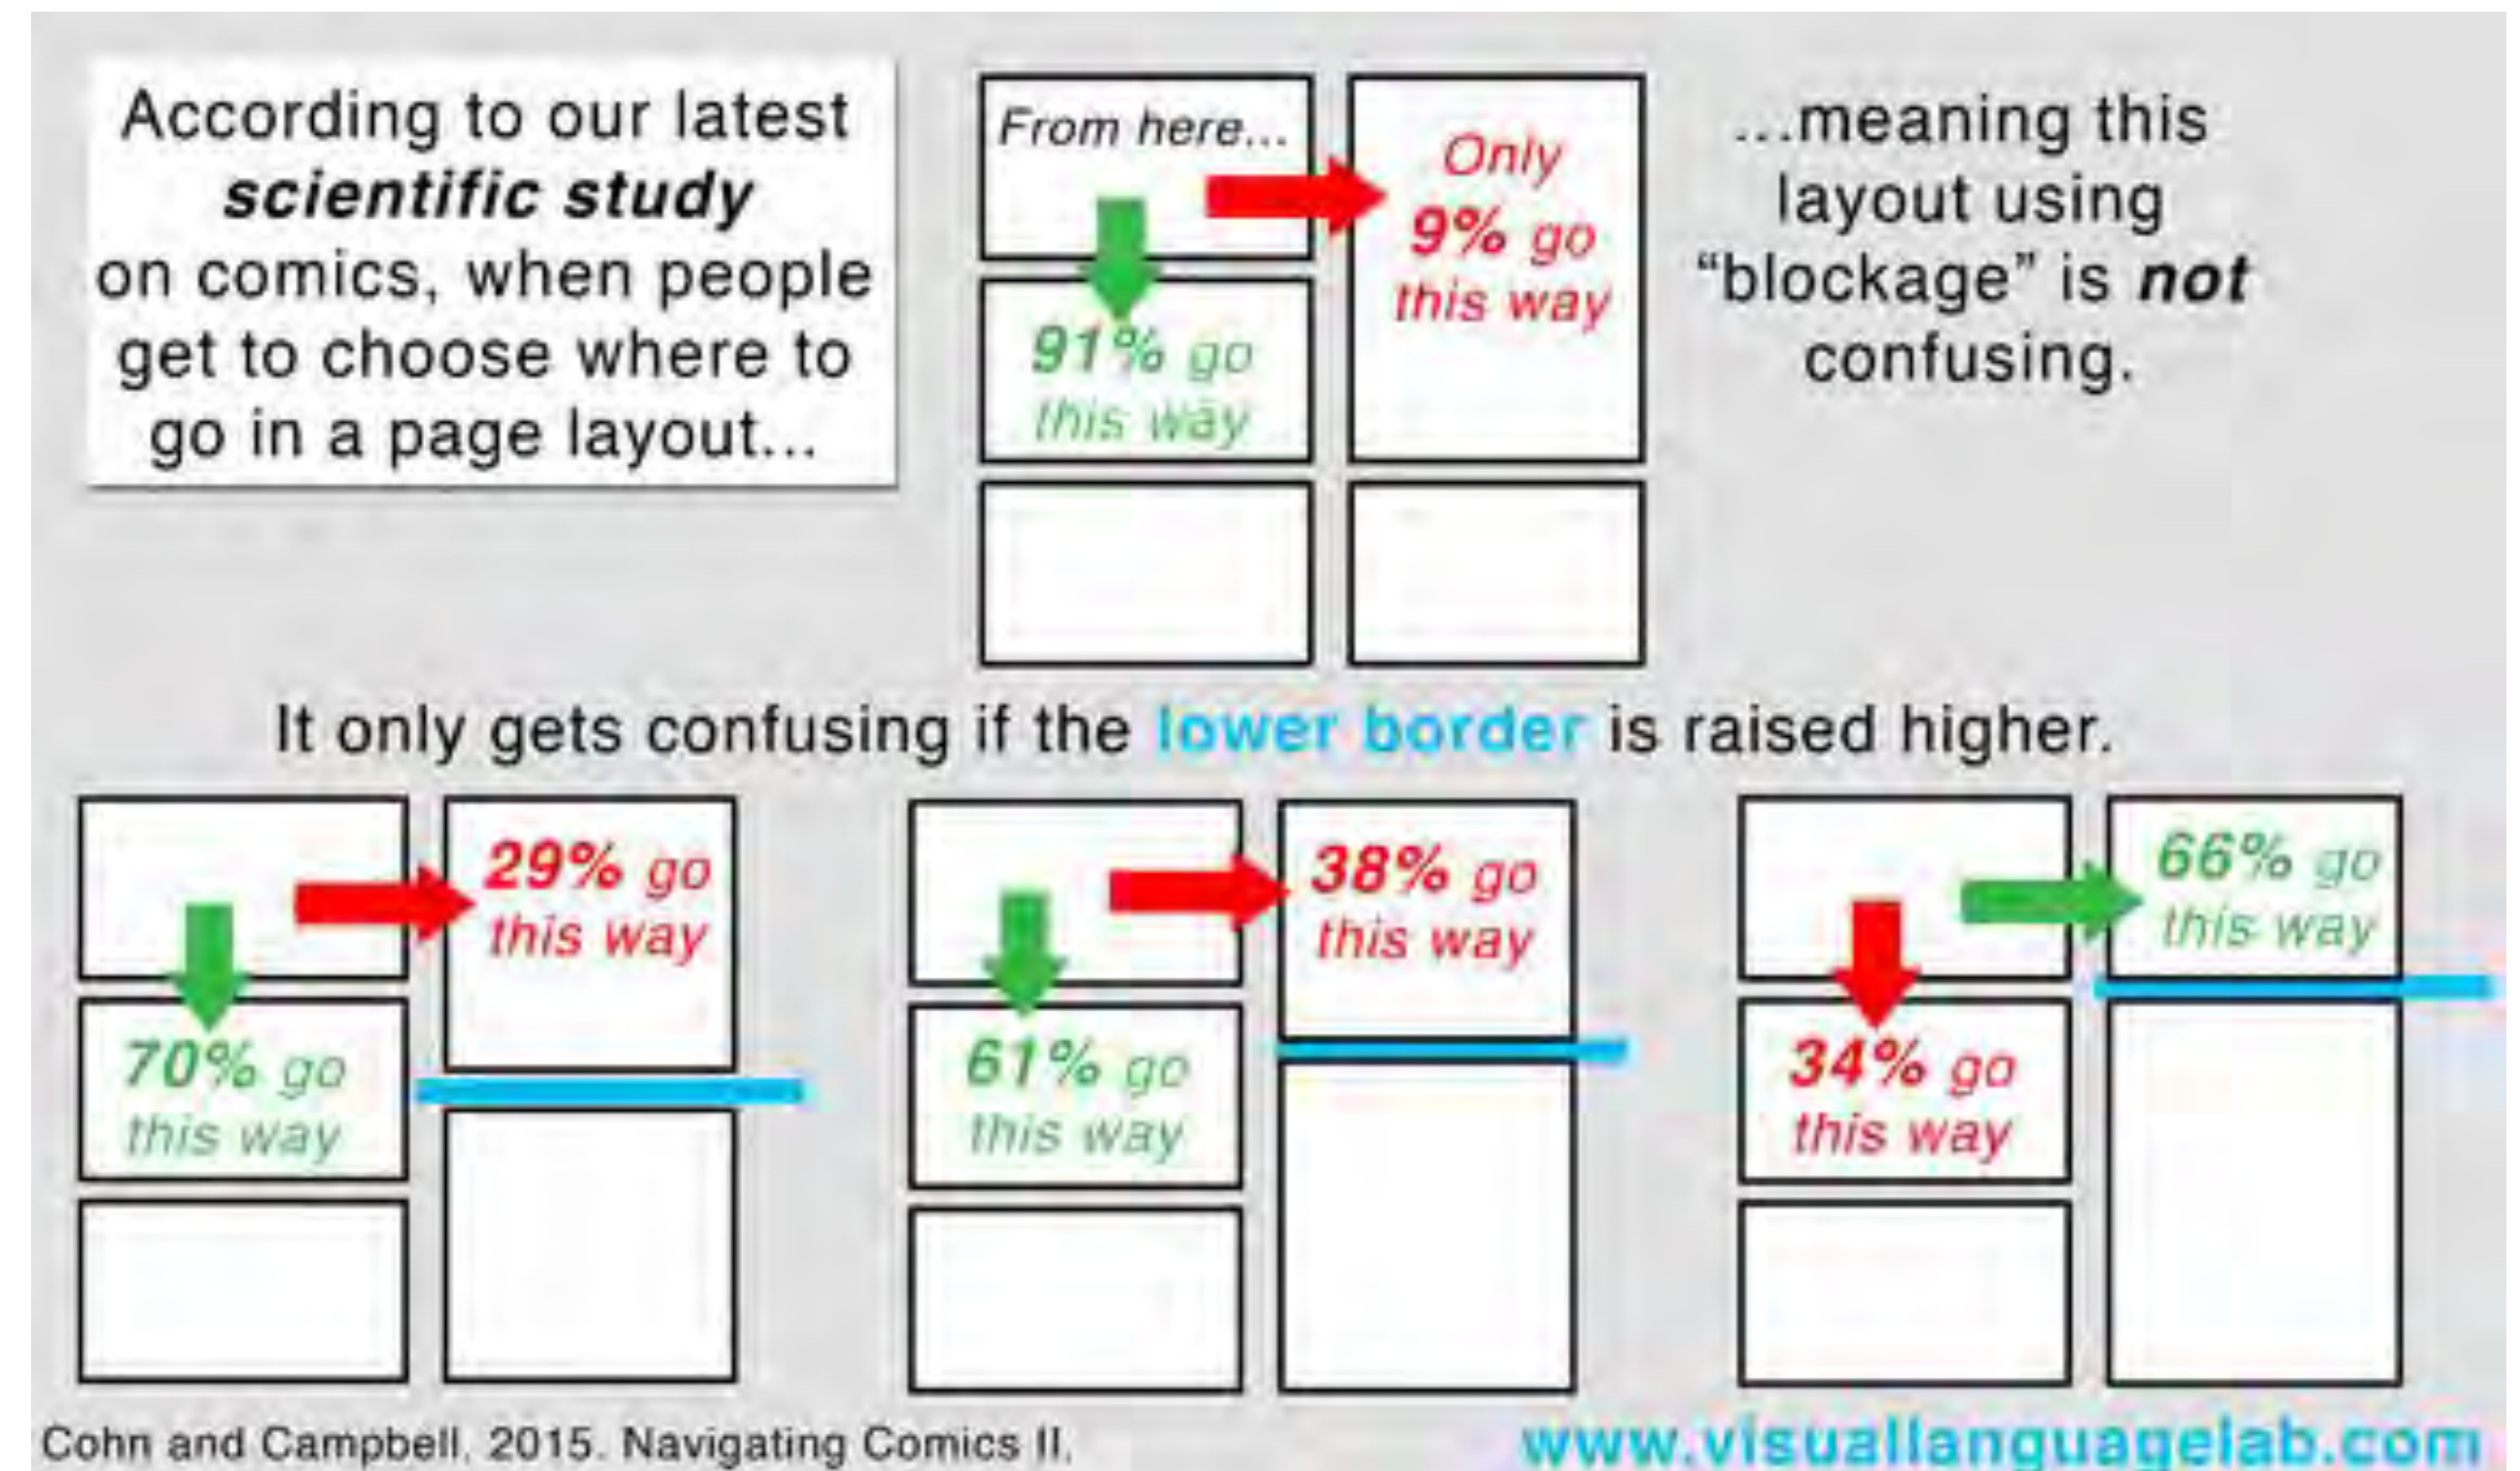 According to our latest
scientific study
on comics, when people
get to choose where to
go in a page layout...
From here...
Only
9% go
this way
91% go
this way
...meaning this
layout using
“blockage” is not
confusing.
It only gets confusing if the lower border is raised higher.
29% go
this way
70% go
this way
38% go
this way
61% go
this way
66% go
this way
34% go
this way
Cohn and Campbell. 2015. Navigating Comics II.
www.visuallanguagelab.com